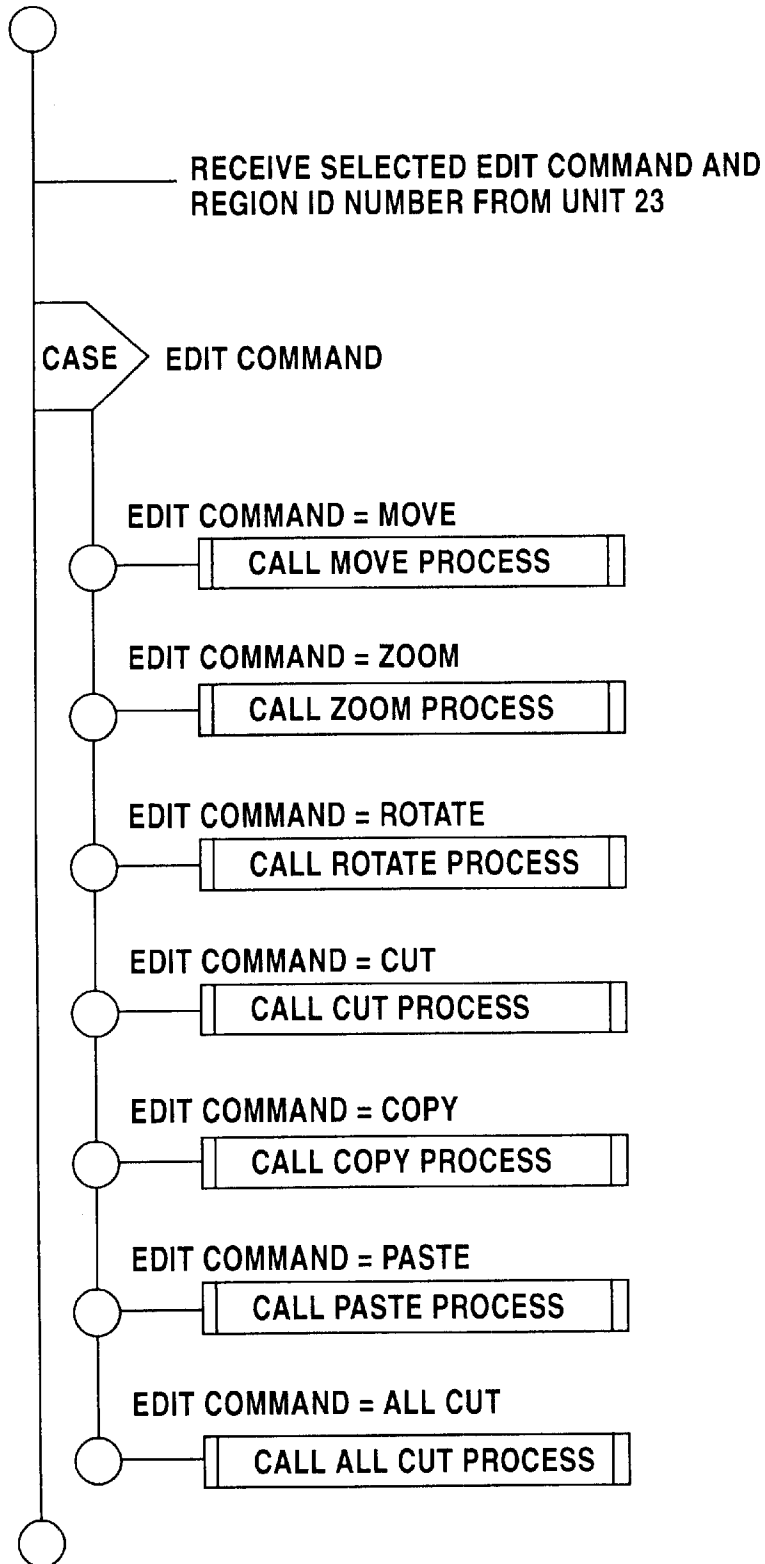 RECEIVE SELECTED EDIT COMMAND AND
REGION ID NUMBER FROM UNIT 23
CASE EDIT COMMAND
EDIT COMMAND = MOVE
CALL MOVE PROCESS
EDIT COMMAND = ZOOM
CALL ZOOM PROCESS
EDIT COMMAND = ROTATE
CALL ROTATE PROCESS
EDIT COMMAND = CUT
CALL CUT PROCESS
EDIT COMMAND = COPY
CALL COPY PROCESS
EDIT COMMAND = PASTE
CALL PASTE PROCESS
EDIT COMMAND = ALL CUT
CALL ALL CUT PROCESS